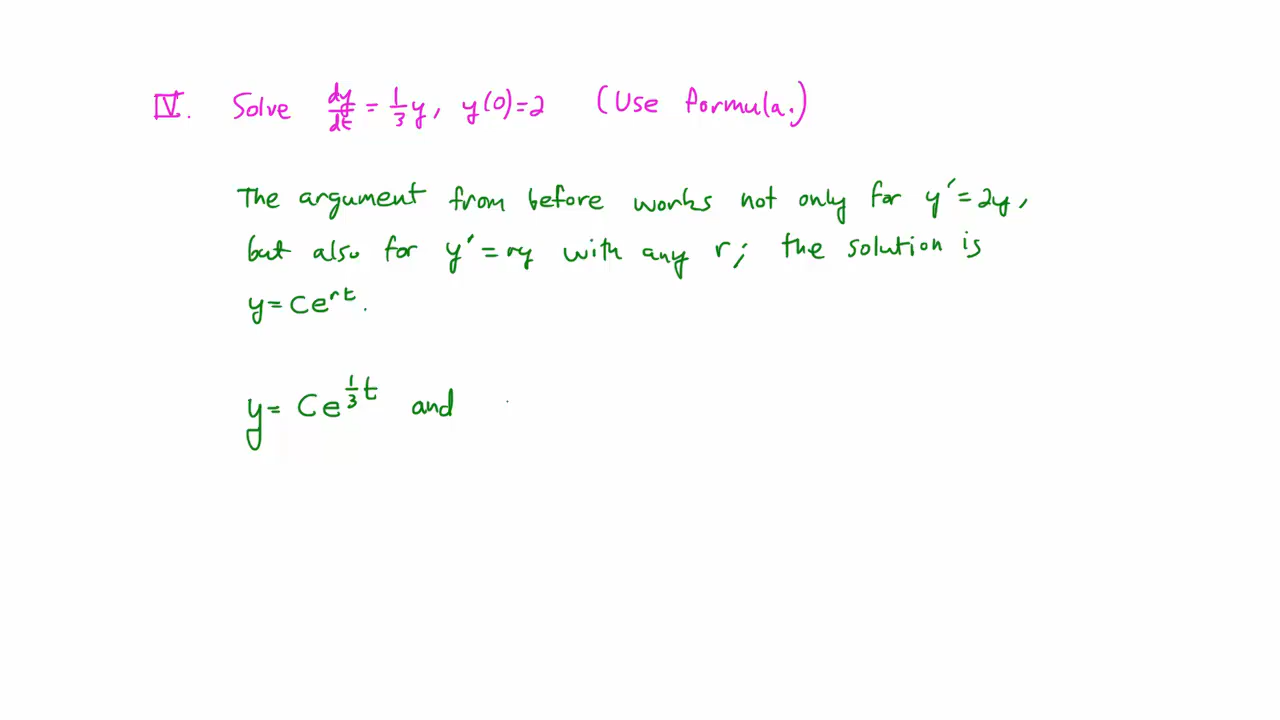 IV. Solve dy/dt = 1/3 y, y(0)=2 (Use formula.)
The argument from before works not only for y′=2y,
but also for y′=ry with any r; the solution is
y=Ce^{rt}.
y= Ce^{1/3 t} and